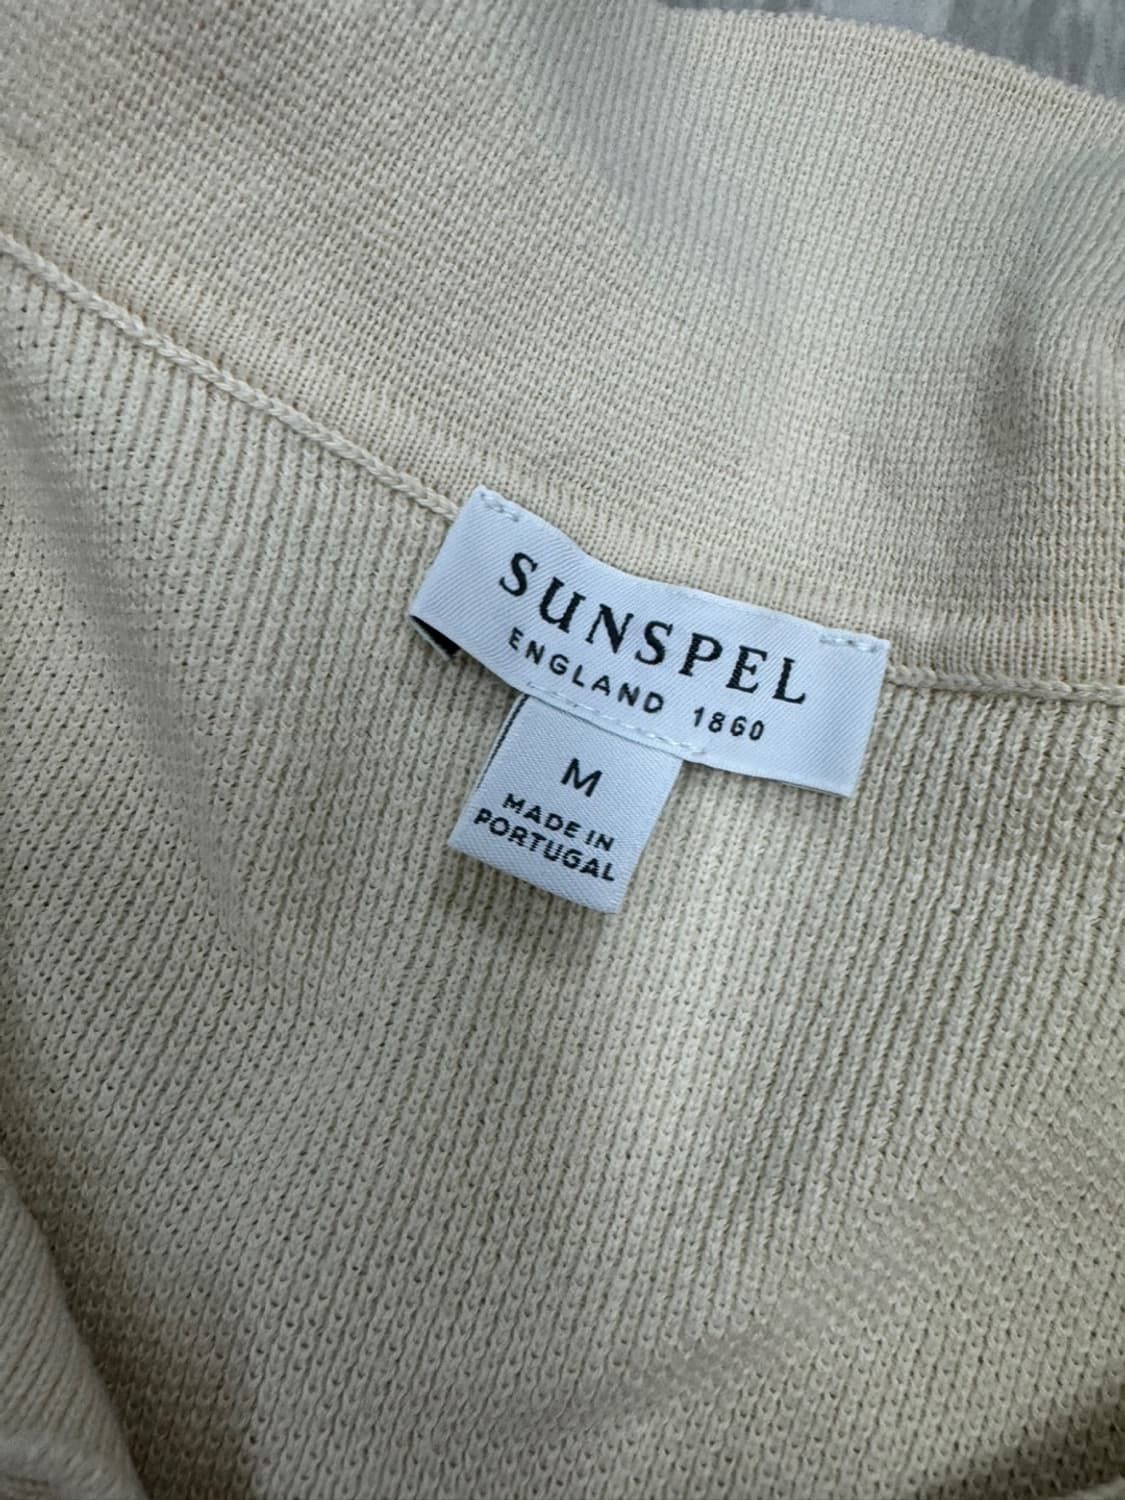 SUNSPEL
ENGLAND 1860
M
MADE IN
PORTUGAL